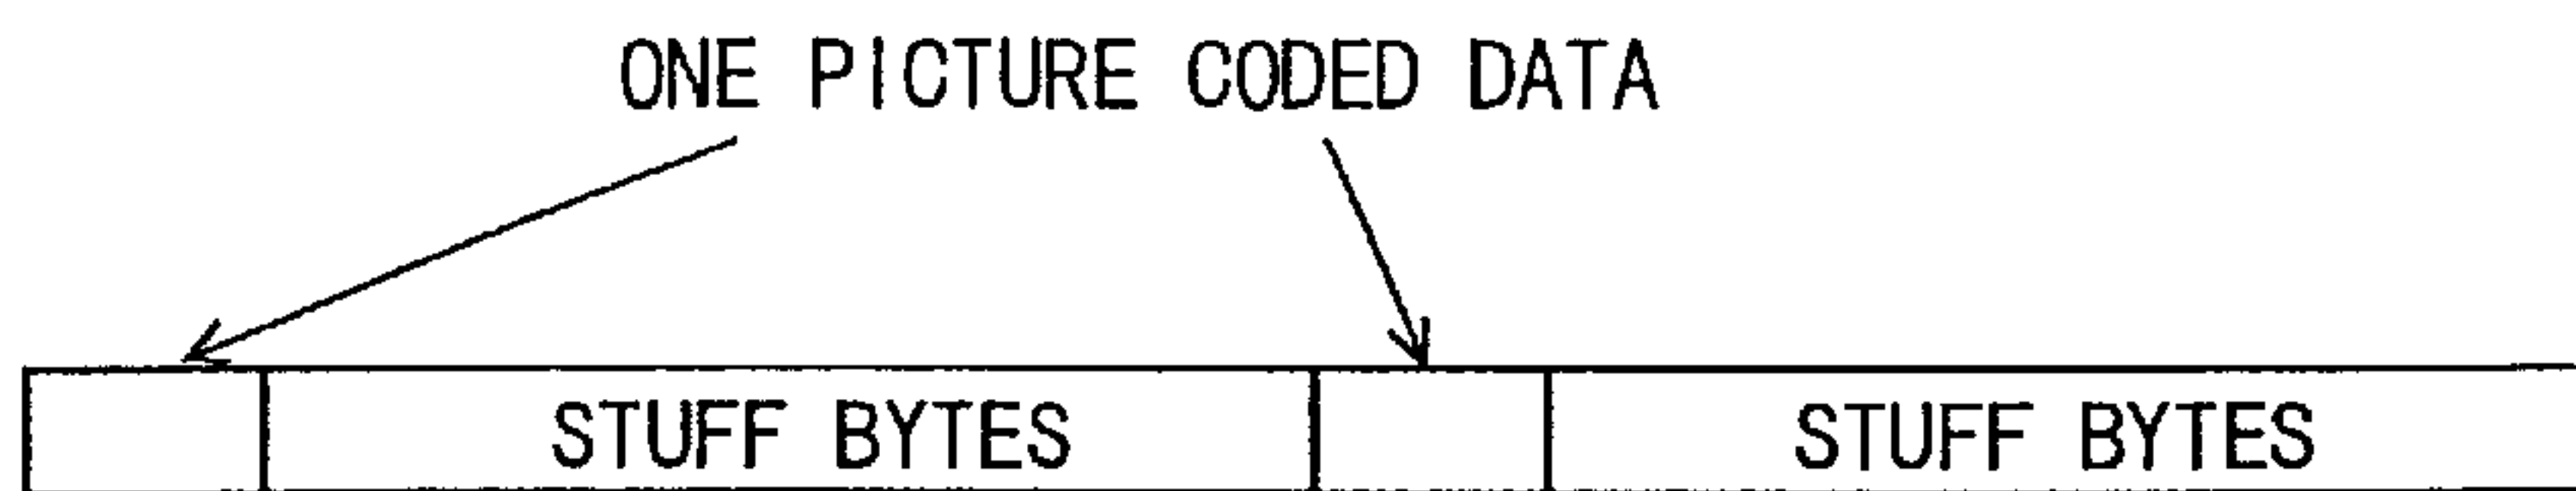 ONE PICTURE CODED DATA
STUFF BYTES STUFF BYTES